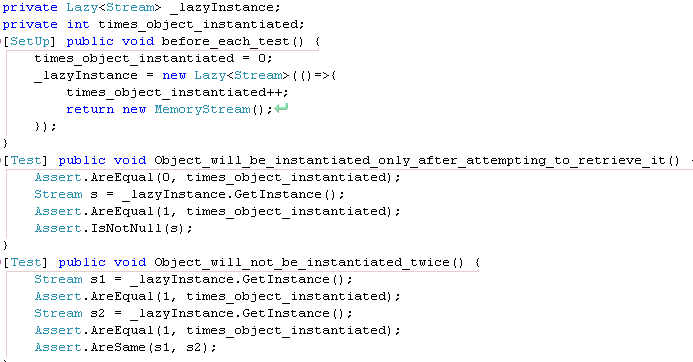 private Lazy<Stream> _lazyInstance;
private int times_object_instantiated;
[SetUp] public void before_each_test() {
    times_object_instantiated = 0;
    _lazyInstance = new Lazy<Stream>(()=>{
        times_object_instantiated++;
        return new MemoryStream();
    });
}
[Test] public void Object_will_be_instantiated_only_after_attempting_to_retrieve_it() {
    Assert.AreEqual(0, times_object_instantiated);
    Stream s = _lazyInstance.GetInstance();
    Assert.AreEqual(1, times_object_instantiated);
    Assert.IsNotNull(s);
}
[Test] public void Object_will_not_be_instantiated_twice() {
    Stream s1 = _lazyInstance.GetInstance();
    Assert.AreEqual(1, times_object_instantiated);
    Stream s2 = _lazyInstance.GetInstance();
    Assert.AreEqual(1, times_object_instantiated);
    Assert.AreSame(s1, s2);
}